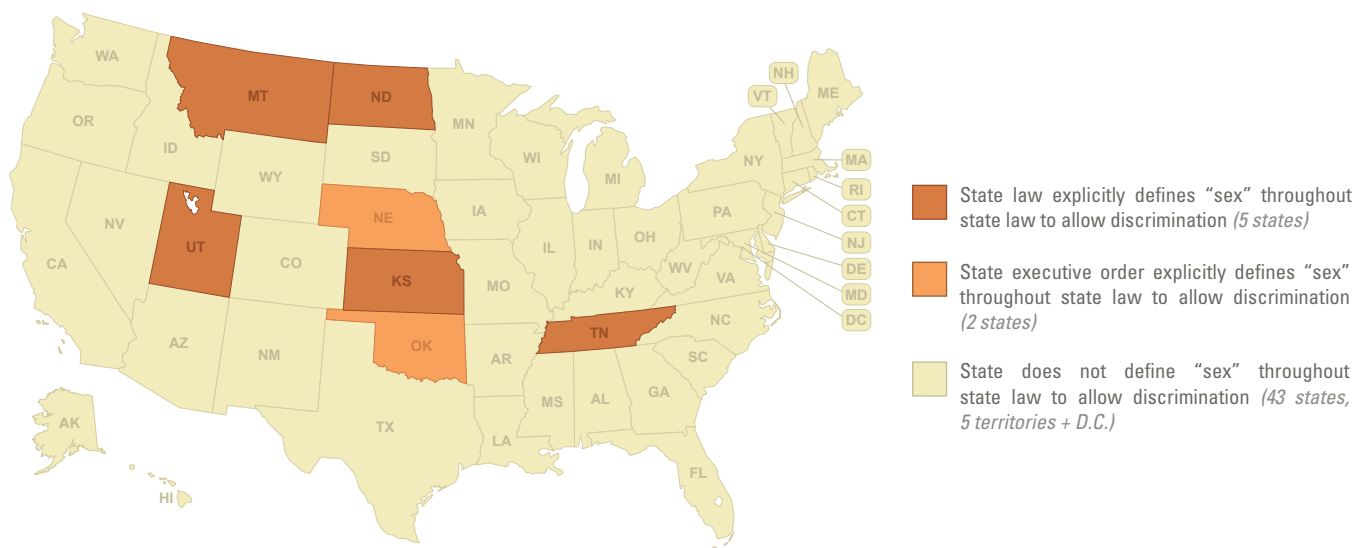 WA
OR
CA
NV
ID
MT
ND
SD
WY
UT
CO
NE
KS
OK
AZ
NM
TX
MN
IA
MO
AR
LA
WI
IL
MI
IN
OH
KY
TN
MS
AL
GA
FL
SC
NC
VA
WV
PA
NY
VT
NH
ME
MA
RI
CT
NJ
DE
MD
DC
AK
HI
State law explicitly defines “sex” throughout
state law to allow discrimination (5 states)
State executive order explicitly defines “sex”
throughout state law to allow discrimination
(2 states)
State does not define “sex” throughout
state law to allow discrimination (43 states,
5 territories + D.C.)